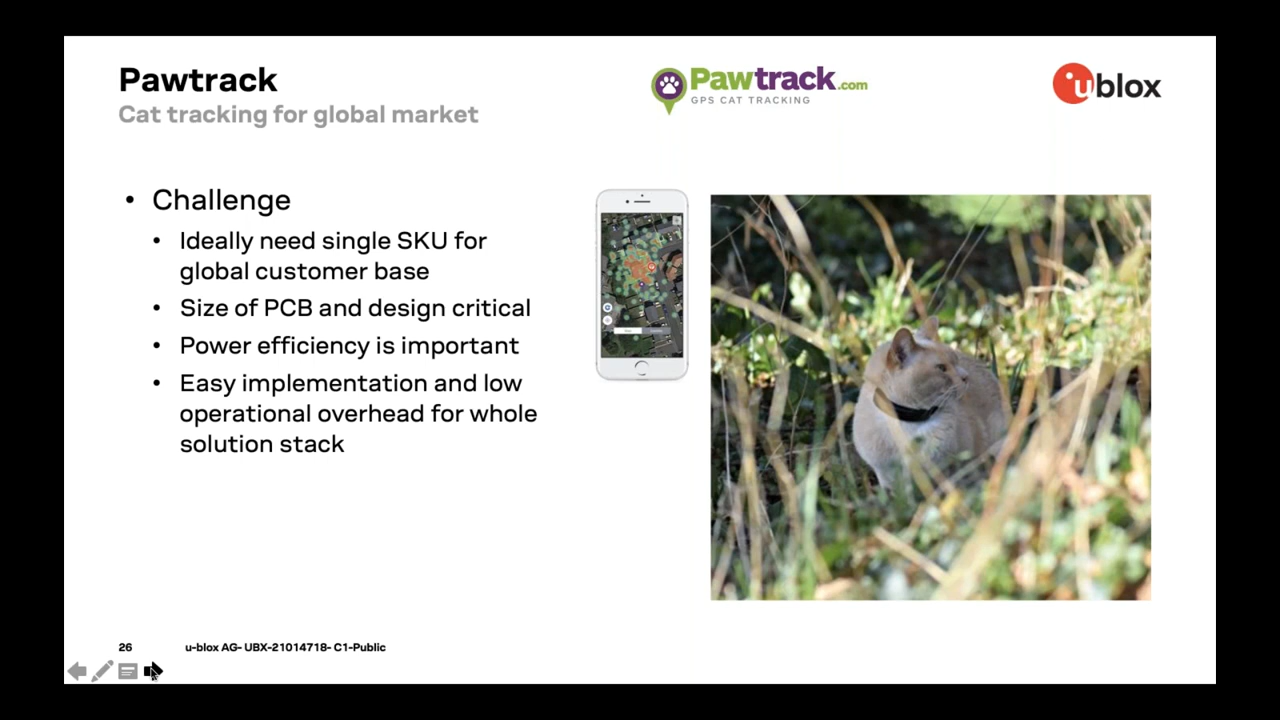 Pawtrack
Cat tracking for global market
Pawtrack.com
GPS CAT TRACKING
ublox
• Challenge
• Ideally need single SKU for
global customer base
• Size of PCB and design critical
• Power efficiency is important
• Easy implementation and low
operational overhead for whole
solution stack
26
u-blox AG- UBX-21014718- C1-Public